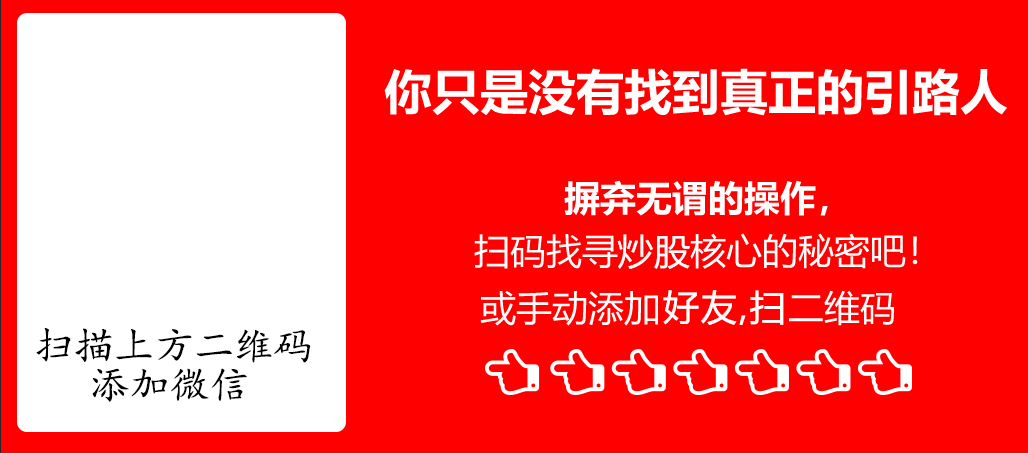 你只是没有找到真正的引路人
摒弃无谓的操作，
扫码找寻炒股核心的秘密吧！
或手动添加好友,扫二维码
扫描上方二维码
添加微信